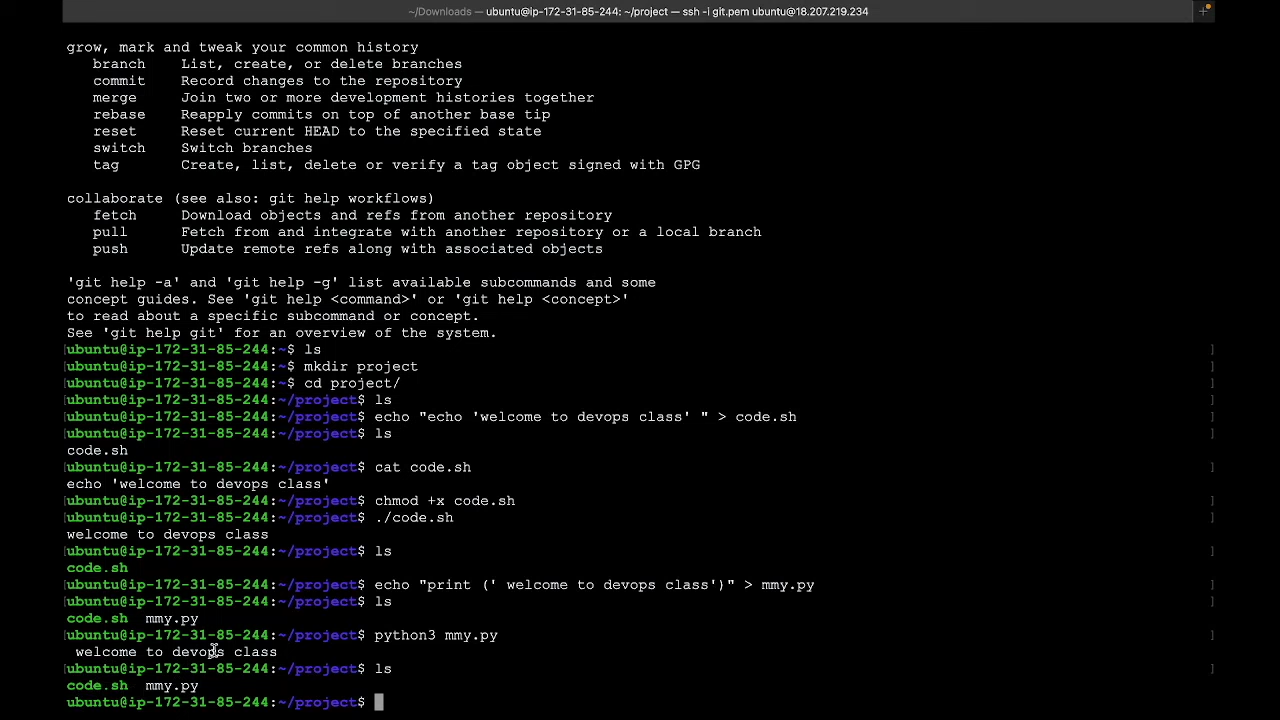 ~/Downloads — ubuntu@ip-172-31-85-244: ~/project — ssh -i git.pem ubuntu@18.207.219.234
grow, mark and tweak your common history
branch List, create, or delete branches
commit Record changes to the repository
merge Join two or more development histories together
rebase Reapply commits on top of another base tip
reset Reset current HEAD to the specified state
switch Switch branches
tag Create, list, delete or verify a tag object signed with GPG
collaborate (see also: git help workflows)
fetch Download objects and refs from another repository
pull Fetch from and integrate with another repository or a local branch
push Update remote refs along with associated objects
'git help -a' and 'git help -g' list available subcommands and some
concept guides. See 'git help <command>' or 'git help <concept>'
to read about a specific subcommand or concept.
See 'git help git' for an overview of the system.
[ubuntu@ip-172-31-85-244:~$ ls ]
[ubuntu@ip-172-31-85-244:~$ mkdir project ]
[ubuntu@ip-172-31-85-244:~$ cd project/ ]
[ubuntu@ip-172-31-85-244:~/project$ ls ]
[ubuntu@ip-172-31-85-244:~/project$ echo "echo 'welcome to devops class' " > code.sh ]
[ubuntu@ip-172-31-85-244:~/project$ ls ]
code.sh
[ubuntu@ip-172-31-85-244:~/project$ cat code.sh ]
echo 'welcome to devops class'
[ubuntu@ip-172-31-85-244:~/project$ chmod +x code.sh ]
[ubuntu@ip-172-31-85-244:~/project$ ./code.sh ]
welcome to devops class
[ubuntu@ip-172-31-85-244:~/project$ ls ]
code.sh
[ubuntu@ip-172-31-85-244:~/project$ echo "print (' welcome to devops class')" > mmy.py ]
[ubuntu@ip-172-31-85-244:~/project$ ls ]
code.sh mmy.py
[ubuntu@ip-172-31-85-244:~/project$ python3 mmy.py ]
welcome to devops class
[ubuntu@ip-172-31-85-244:~/project$ ls ]
code.sh mmy.py
ubuntu@ip-172-31-85-244:~/project$